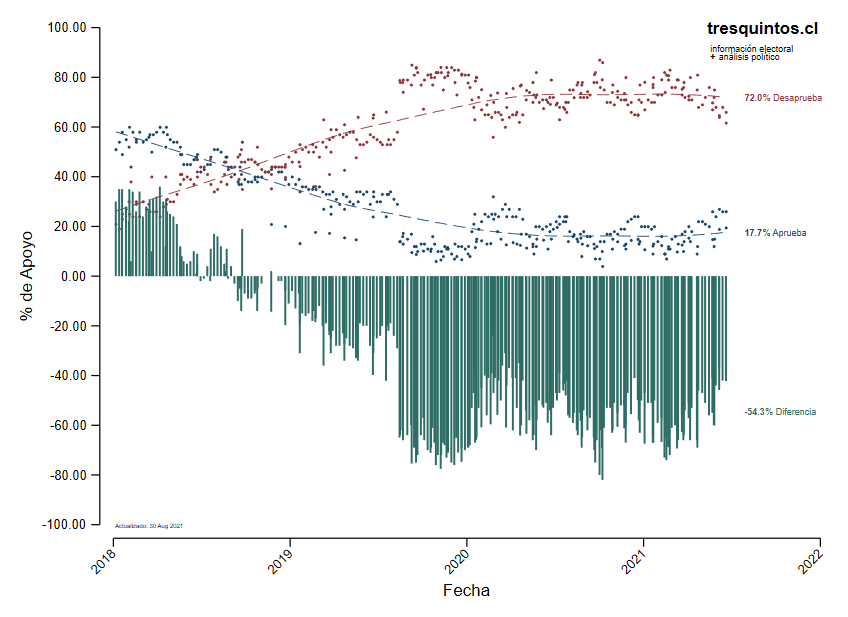 tresquintos.cl
información electoral
+ análisis político
100.00
80.00
60.00
40.00
20.00
0.00
-20.00
-40.00
-60.00
-80.00
-100.00
% de Apoyo
72.0% Desaprueba
17.7% Aprueba
-54.3% Diferencia
Actualizado: 30 Aug 2021
2018
2019
2020
2021
2022
Fecha